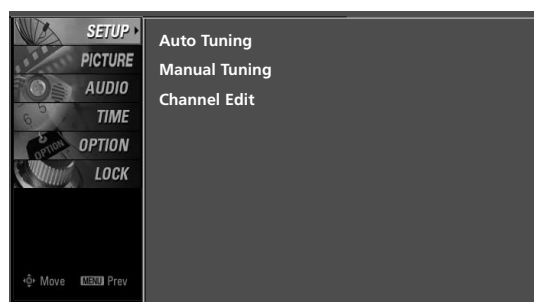 SETUP
PICTURE
AUDIO
TIME
OPTION
LOCK
Move MENU Prev
Auto Tuning
Manual Tuning
Channel Edit